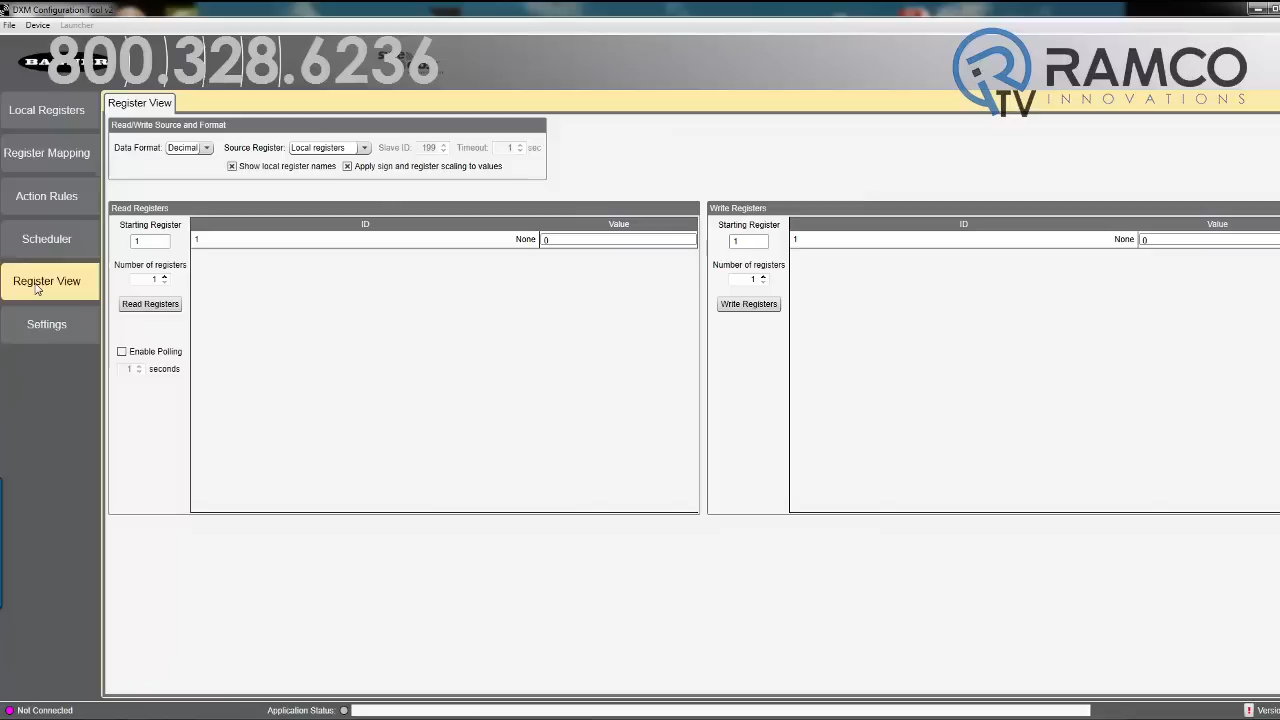 DXM Configuration Tool v2
File Device Launcher
800.328.6236
RAMCO
TV INNOVATIONS
Local Registers
Register Mapping
Action Rules
Scheduler
Register View
Settings
Register View
Read/Write Source and Format
Data Format: Decimal Source Register: Local registers Slave ID: 199 Timeout: 1 sec
Show local register names Apply sign and register scaling to values
Read Registers
Starting Register ID Value
1 1 None 0
Number of registers
1
Read Registers
Enable Polling
1 seconds
Write Registers
Starting Register ID Value
1 1 None 0
Number of registers
1
Write Registers
Not Connected Application Status: